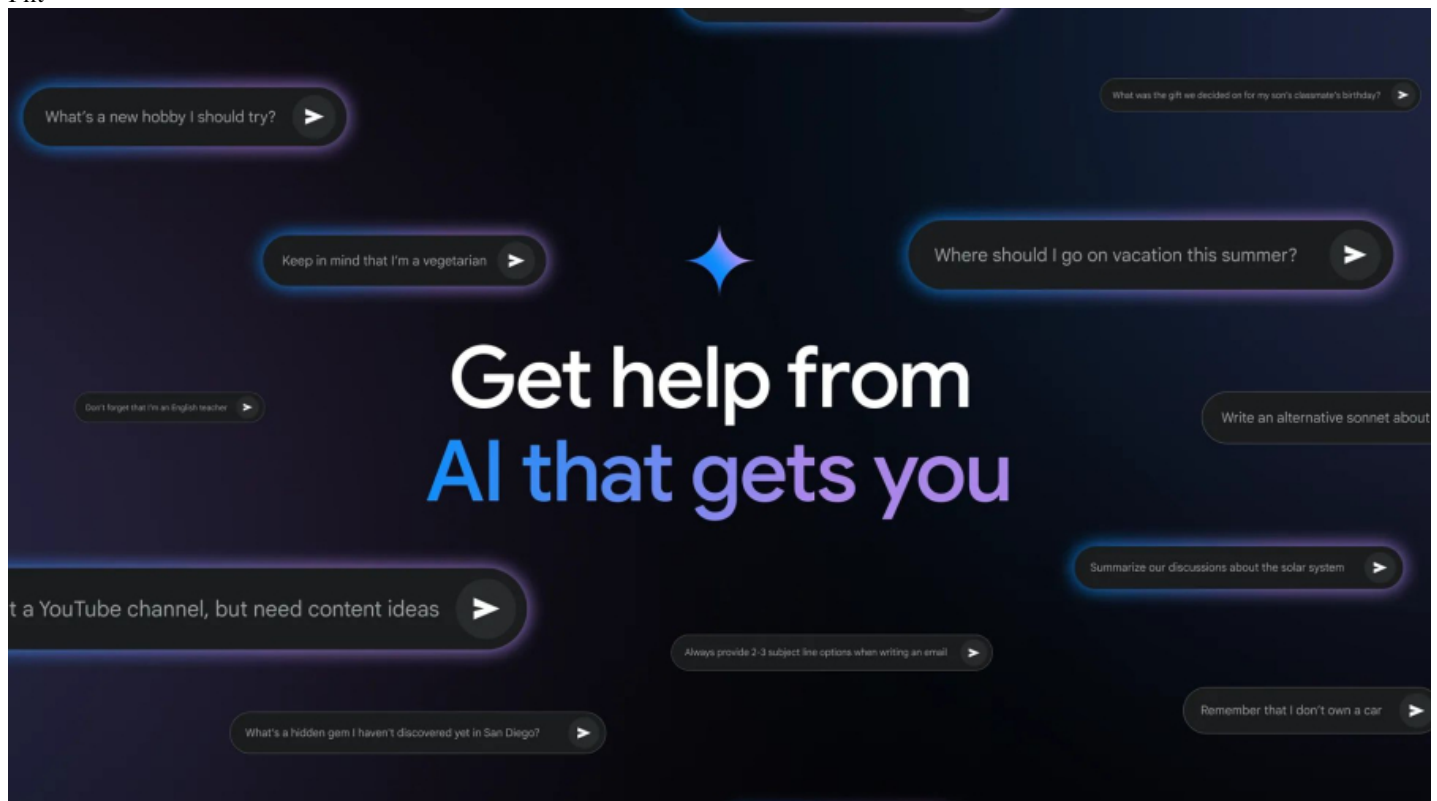 What's a new hobby I should try?
What was the gift we decided on for my son's classmate's birthday?
Keep in mind that I'm a vegetarian
Where should I go on vacation this summer?
Get help from
AI that gets you
Don't forget that I'm an English teacher
Write an alternative sonnet about
Summarize our discussions about the solar system
t a YouTube channel, but need content ideas
Always provide 2-3 subject line options when writing an email
Remember that I don't own a car
What's a hidden gem I haven't discovered yet in San Diego?